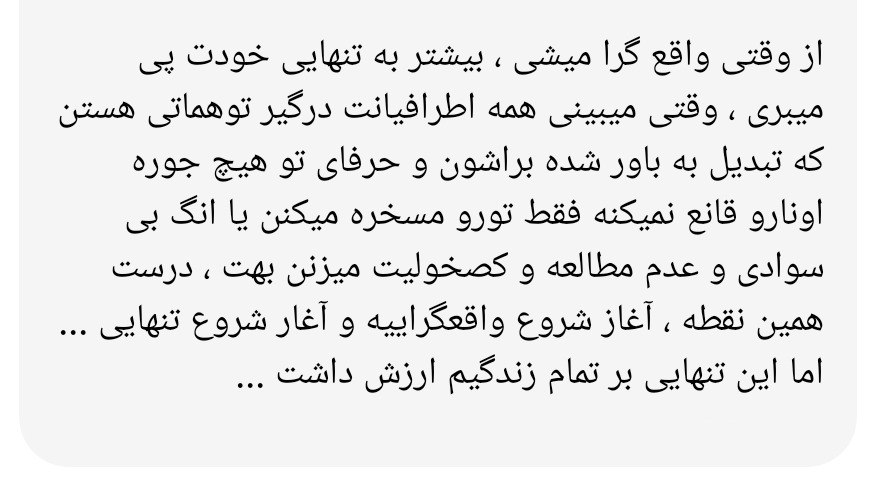 از وقتی واقع گرا میشی ، بیشتر به تنهایی خودت پی
میبری ، وقتی میبینی همه اطرافیانت درگیر توهماتی هستن
که تبدیل به باور شده براشون و حرفای تو هیچ جوره
اونارو قانع نمیکنه فقط تورو مسخره میکنن یا انگ بی
سوادی و عدم مطالعه و کصخولیت میزنن بهت ، درست
همین نقطه ، آغاز شروع واقعگراییه و آغار شروع تنهایی ...
اما این تنهایی بر تمام زندگیم ارزش داشت ...